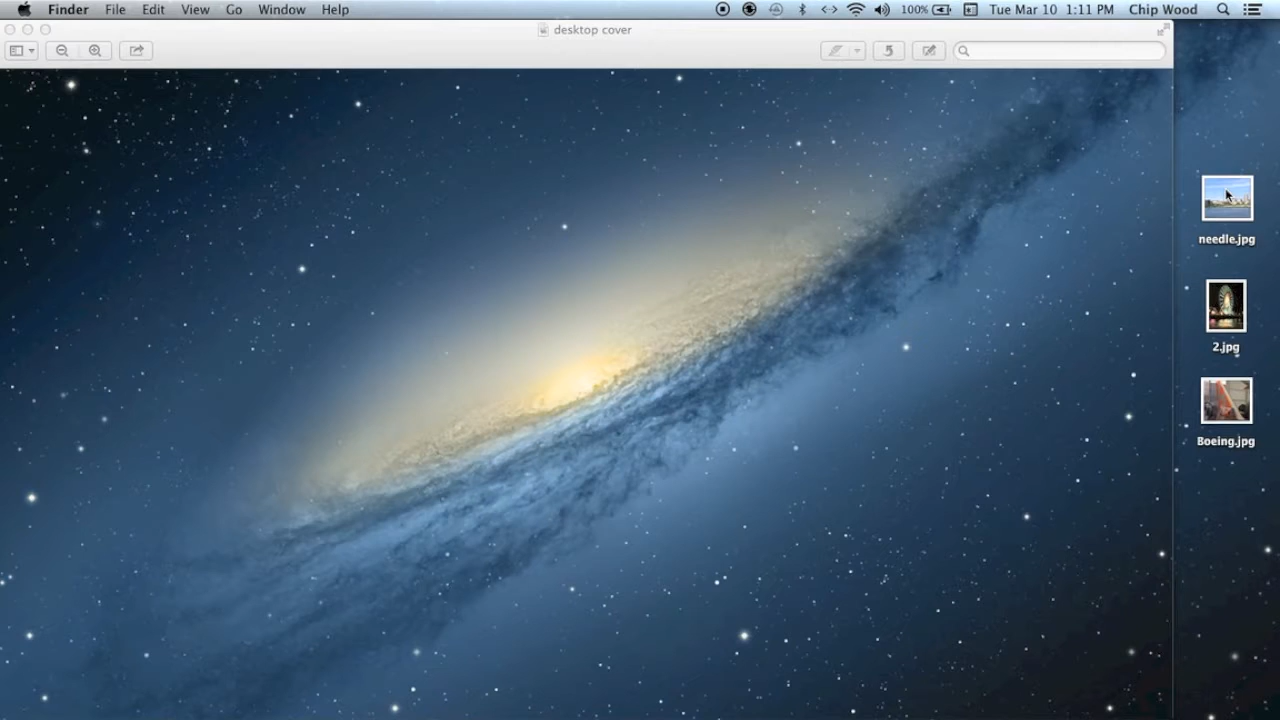 Finder File Edit View Go Window Help 100% Tue Mar 10 1:11 PM Chip Wood
desktop cover
needle.jpg
2.jpg
Boeing.jpg